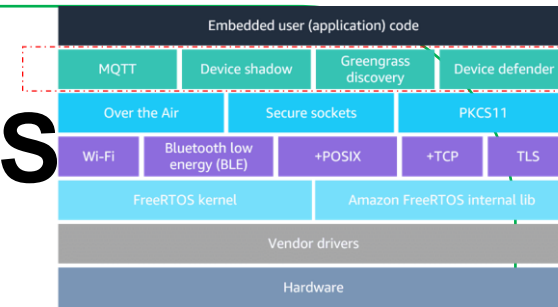 Embedded user (application) code
MQTT
Device shadow
Greengrass
discovery
Device defender
Over the Air
Secure sockets
PKCS11
S
Wi-Fi
Bluetooth low
energy (BLE)
+POSIX
+TCP
TLS
FreeRTOS kernel
Amazon FreeRTOS internal lib
Vendor drivers
Hardware